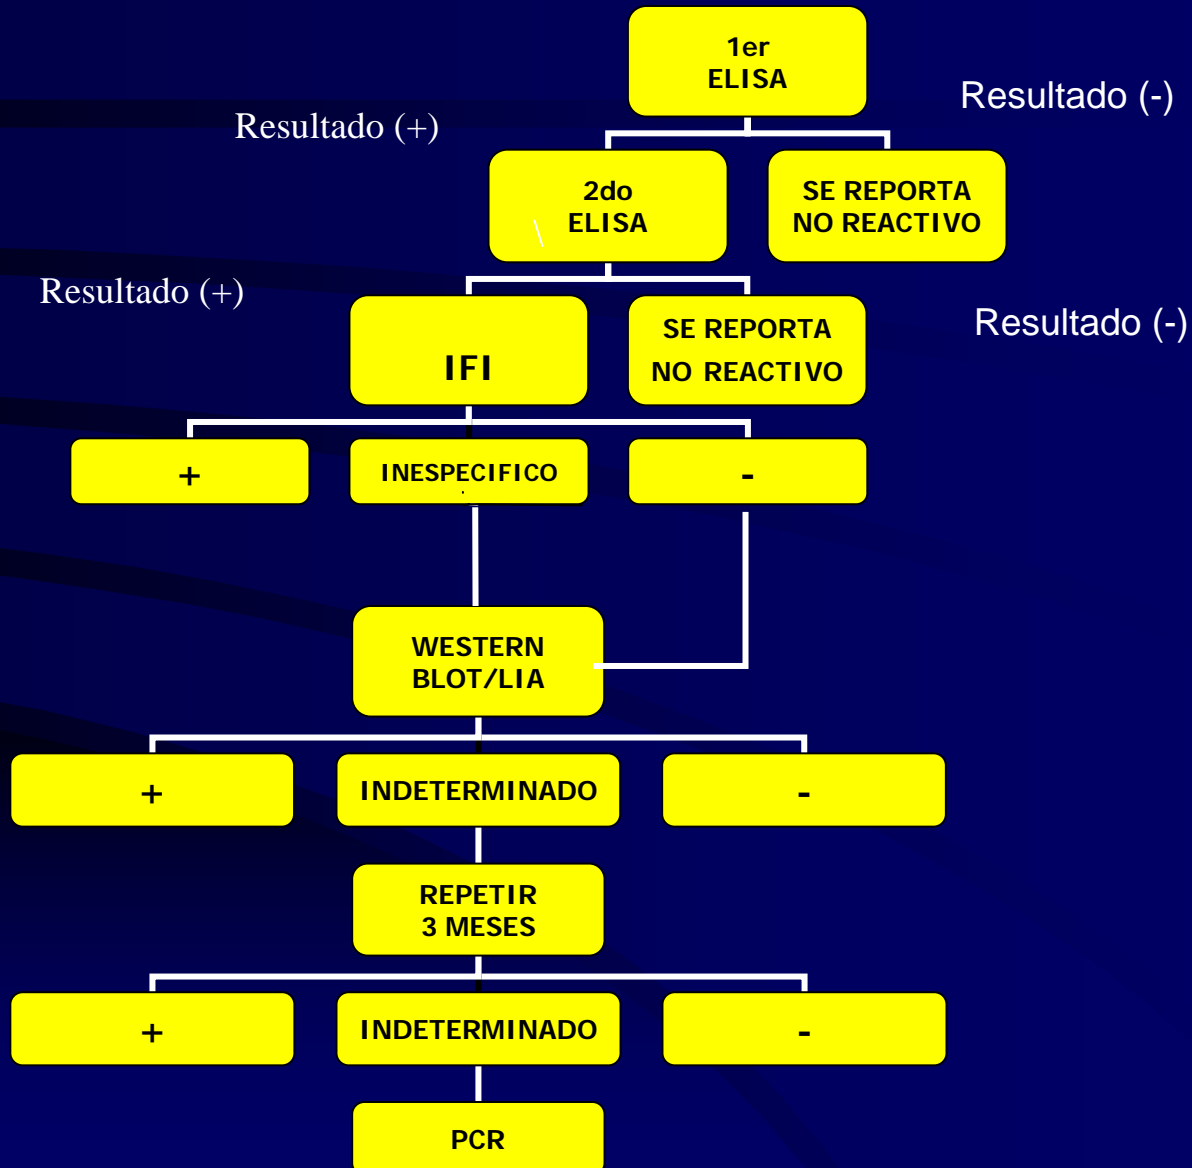 1er
ELISA
Resultado (-)
Resultado (+)
2do
ELISA
\
SE REPORTA
NO REACTIVO
Resultado (+)
IFI
SE REPORTA
NO REACTIVO
Resultado (-)
+
INESPECIFICO
.
-
WESTERN
BLOT/LIA
+
INDETERMINADO
-
REPETIR
3 MESES
+
INDETERMINADO
-
PCR